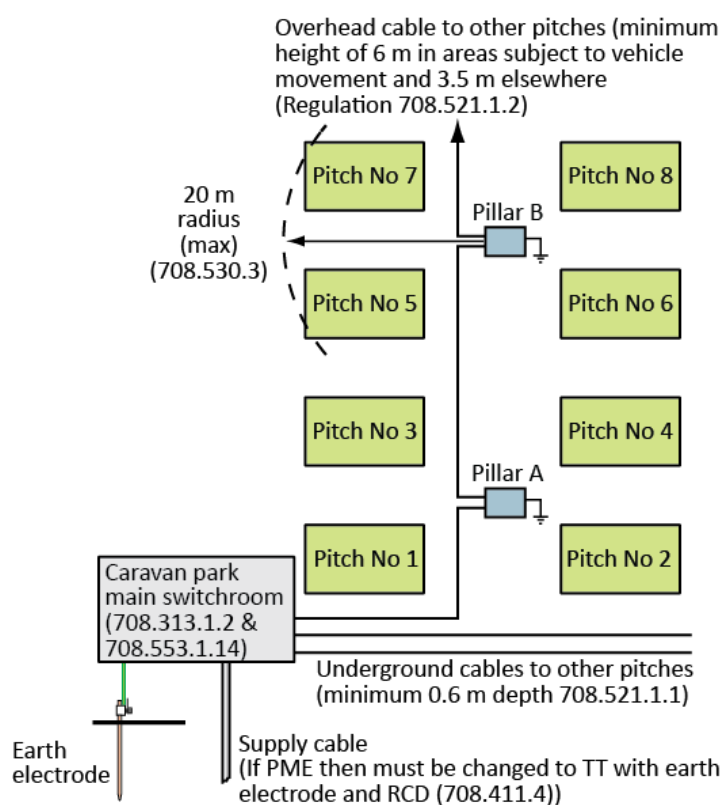 Overhead cable to other pitches (minimum
height of 6 m in areas subject to vehicle
movement and 3.5 m elsewhere
(Regulation 708.521.1.2)
Pitch No 7
Pitch No 8
20 m
radius
(max)
(708.530.3)
Pillar B
Pitch No 5
Pitch No 6
Pitch No 3
Pitch No 4
Pillar A
Pitch No 1
Pitch No 2
Caravan park
main switchroom
(708.313.1.2 &
708.553.1.14)
Underground cables to other pitches
(minimum 0.6 m depth 708.521.1.1)
Earth
electrode
Supply cable
(If PME then must be changed to TT with earth
electrode and RCD (708.411.4))